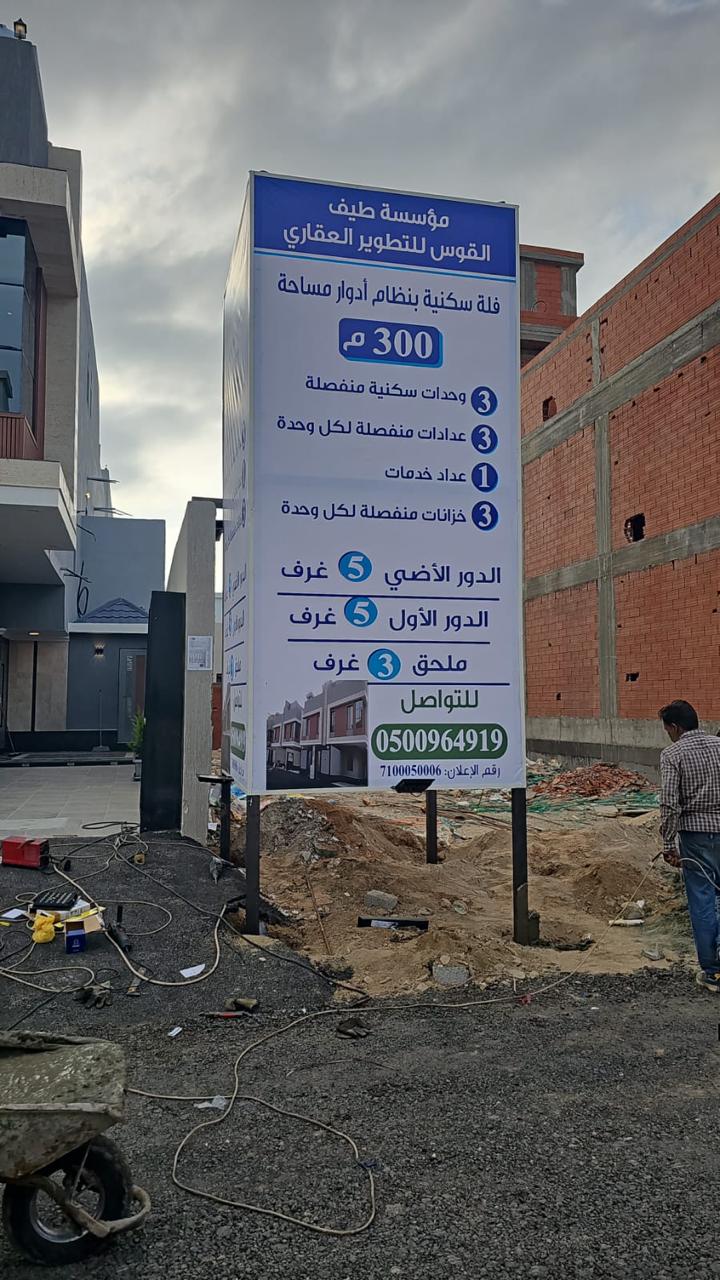 مؤسسة طيف
القوس للتطوير العقاري
فلة سكنية بنظام أدوار مساحة
300 م
3 وحدات سكنية منفصلة
3 عدادات منفصلة لكل وحدة
1 عداد خدمات
3 خزانات منفصلة لكل وحدة
الدور الأضي 5 غرف
الدور الأول 5 غرف
ملحق 3 غرف
للتواصل
0500964919
رقم الإعلان: 7100050006